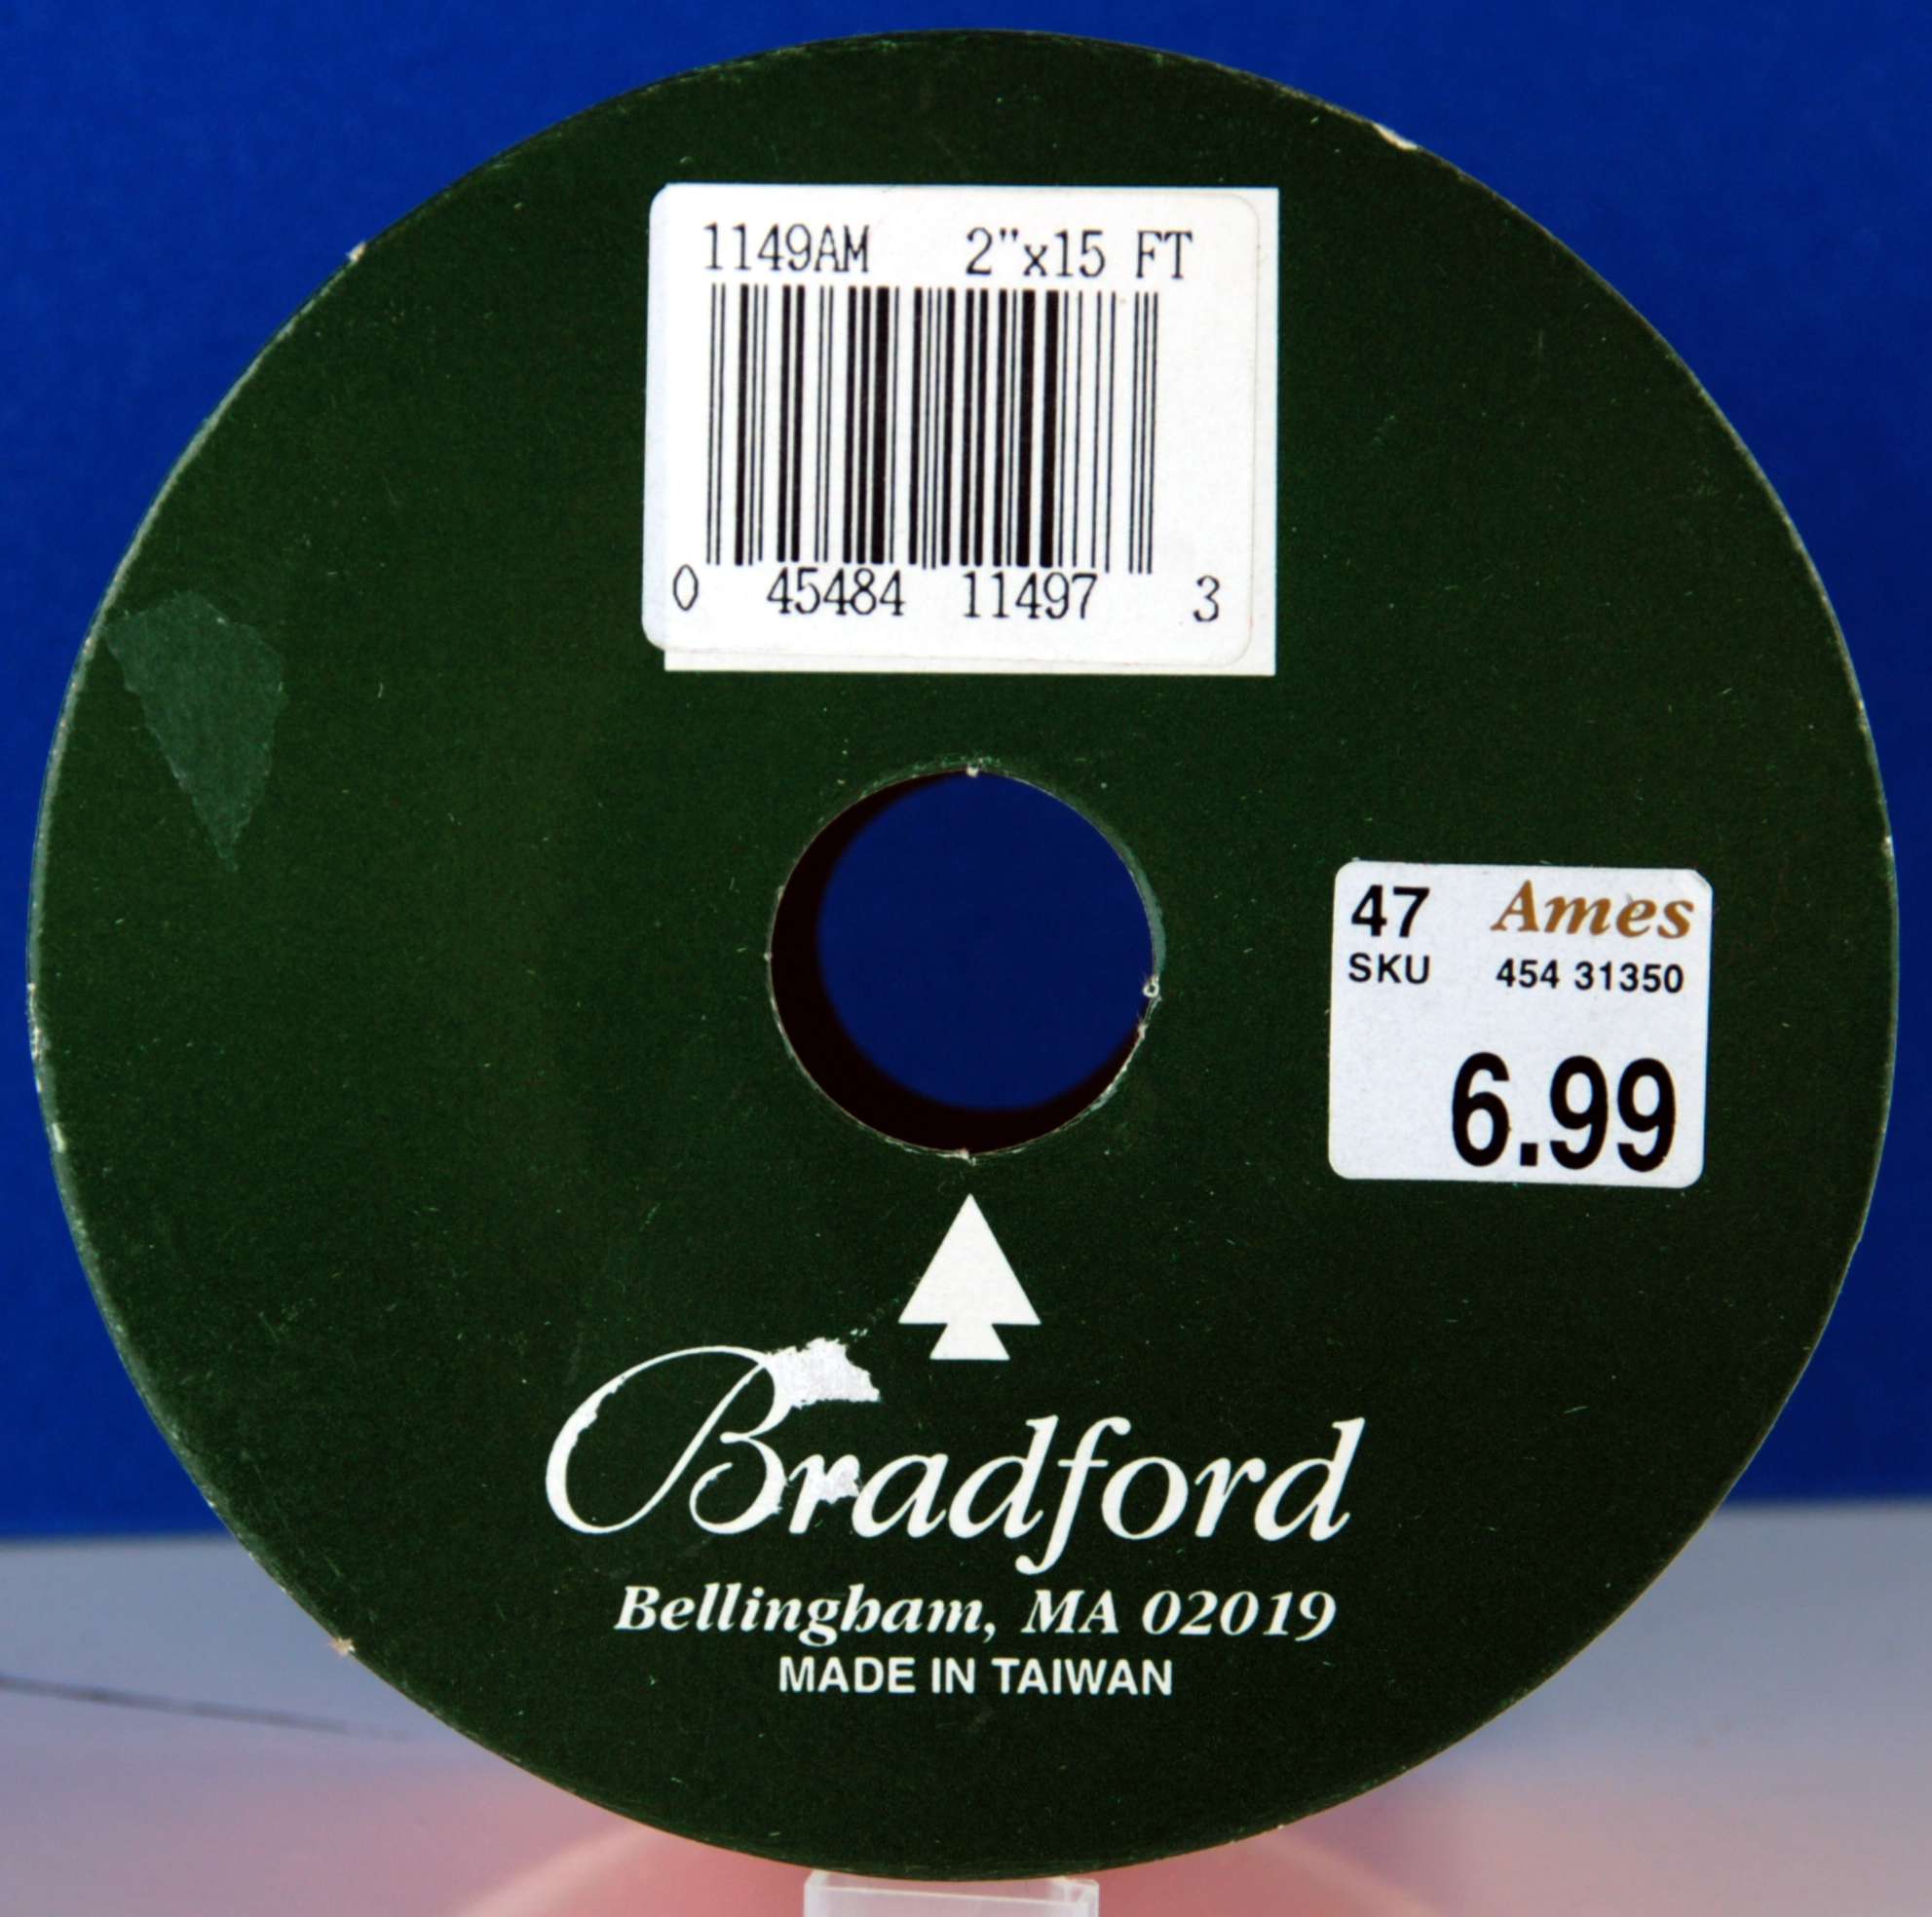 1149AM 2"x15 FT
0 45484 11497 3
47 Ames
SKU 454 31350
6.99
Bradford
Bellingham, MA 02019
MADE IN TAIWAN